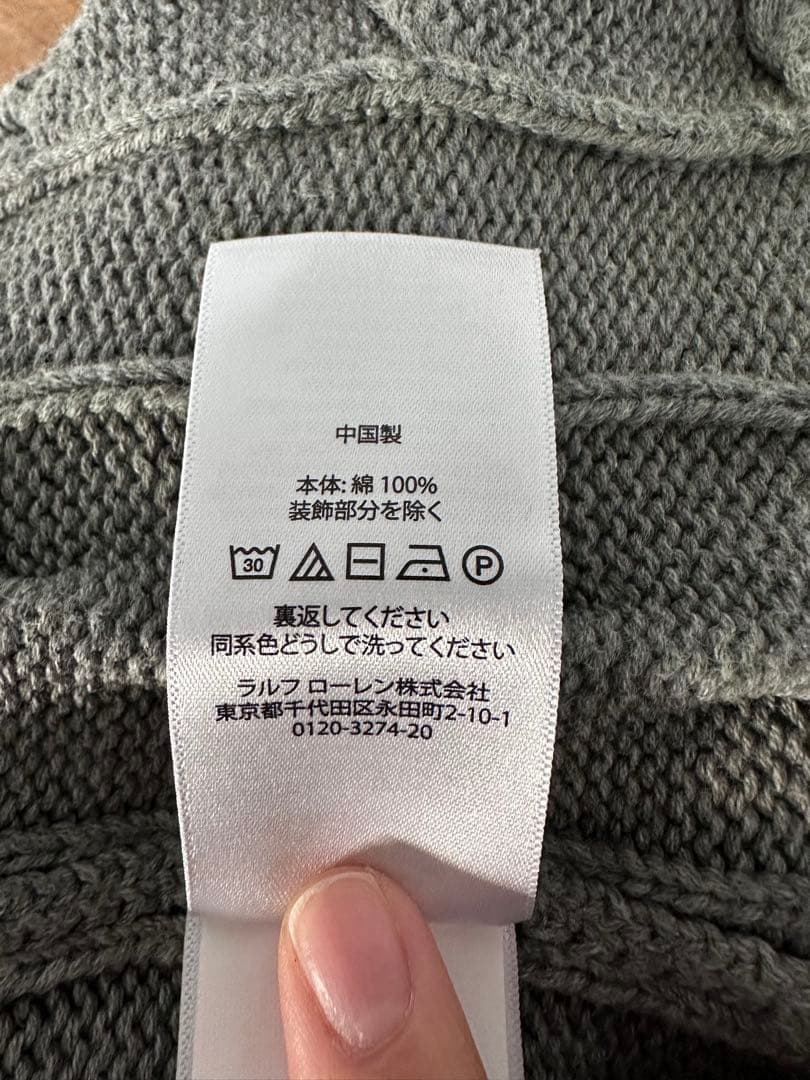 中国製
本体: 綿 100%
装飾部分を除く
30 P
裏返してください
同系色どうしで洗ってください
ラルフ ローレン株式会社
東京都千代田区永田町2-10-1
0120-3274-20